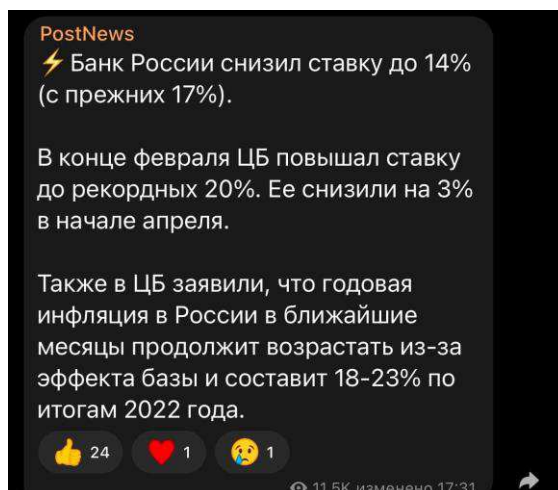 PostNews
⚡ Банк России снизил ставку до 14%
(с прежних 17%).
В конце февраля ЦБ повышал ставку
до рекордных 20%. Ее снизили на 3%
в начале апреля.
Также в ЦБ заявили, что годовая
инфляция в России в ближайшие
месяцы продолжит возрастать из-за
эффекта базы и составит 18-23% по
итогам 2022 года.
👍 24 ❤️ 1 😢 1
11.5K изменено 17:31